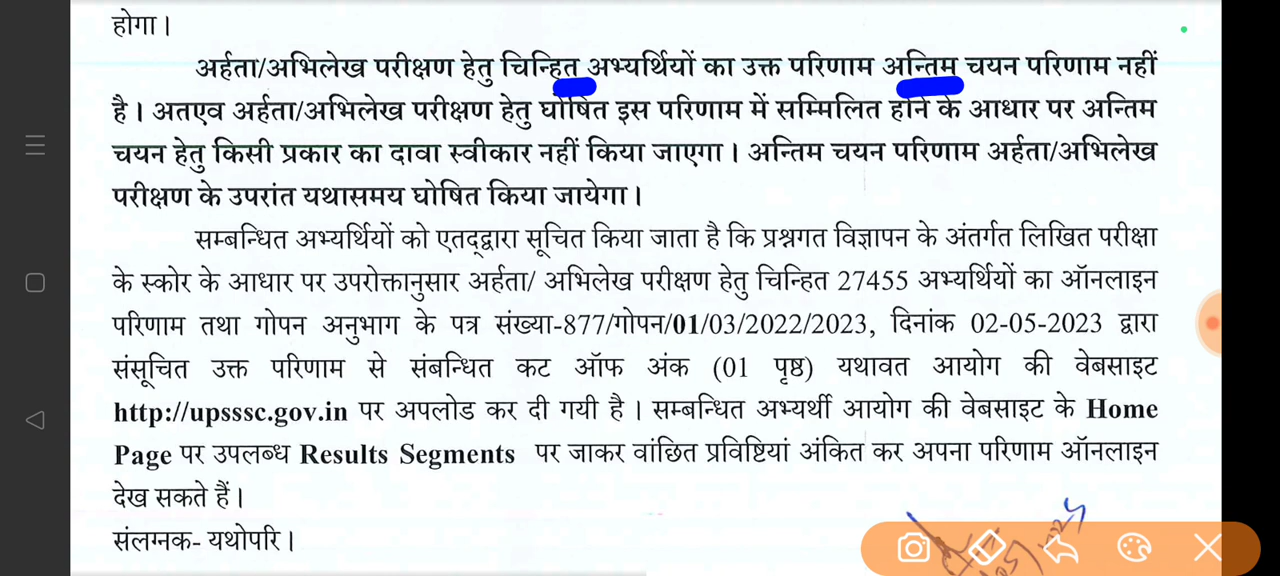 होगा।
अर्हता/अभिलेख परीक्षण हेतु चिन्हित अभ्यर्थियों का उक्त परिणाम अन्तिम चयन परिणाम नहीं
है। अतएव अर्हता/अभिलेख परीक्षण हेतु घोषित इस परिणाम में सम्मिलित होने के आधार पर अन्तिम
चयन हेतु किसी प्रकार का दावा स्वीकार नहीं किया जाएगा। अन्तिम चयन परिणाम अर्हता/अभिलेख
परीक्षण के उपरांत यथासमय घोषित किया जायेगा।
सम्बन्धित अभ्यर्थियों को एतद्द्वारा सूचित किया जाता है कि प्रश्नगत विज्ञापन के अंतर्गत लिखित परीक्षा
के स्कोर के आधार पर उपरोक्तानुसार अर्हता/ अभिलेख परीक्षण हेतु चिन्हित 27455 अभ्यर्थियों का ऑनलाइन
परिणाम तथा गोपन अनुभाग के पत्र संख्या-877/गोपन/01/03/2022/2023, दिनांक 02-05-2023 द्वारा
संसूचित उक्त परिणाम से संबन्धित कट ऑफ अंक (01 पृष्ठ) यथावत आयोग की वेबसाइट
http://upsssc.gov.in पर अपलोड कर दी गयी है। सम्बन्धित अभ्यर्थी आयोग की वेबसाइट के Home
Page पर उपलब्ध Results Segments पर जाकर वांछित प्रविष्टियां अंकित कर अपना परिणाम ऑनलाइन
देख सकते हैं।
संलग्नक- यथोपरि।